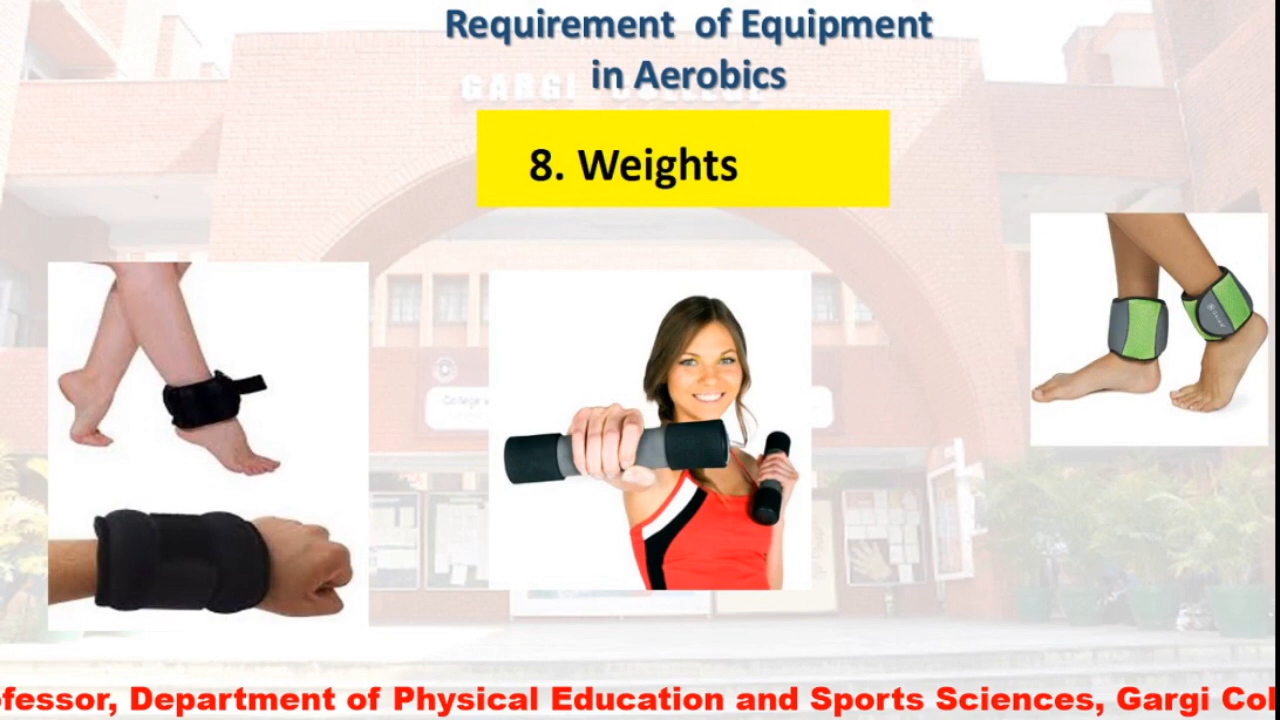 Requirement of Equipment
in Aerobics
GARGI
8. Weights
fessor, Department of Physical Education and Sports Sciences, Gargi Col